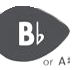 B♭
or A♯